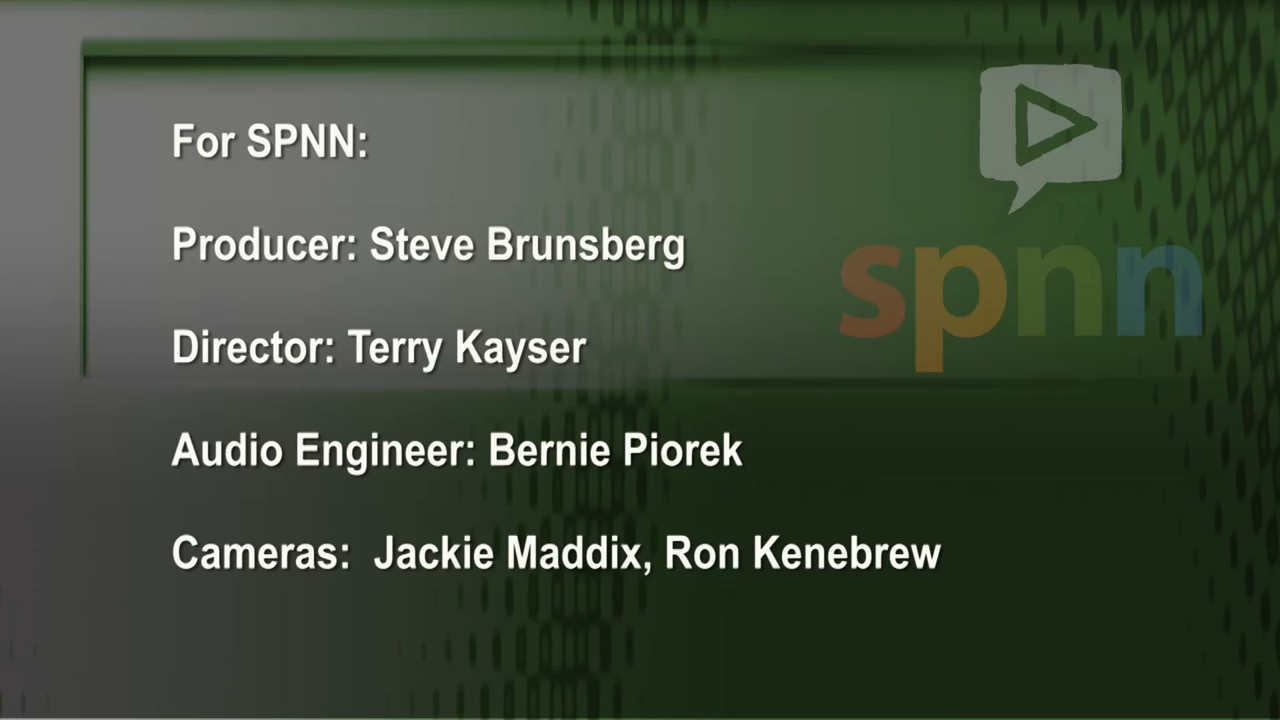 For SPNN:
Producer: Steve Brunsberg
spnn
Director: Terry Kayser
Audio Engineer: Bernie Piorek
Cameras:  Jackie Maddix, Ron Kenebrew